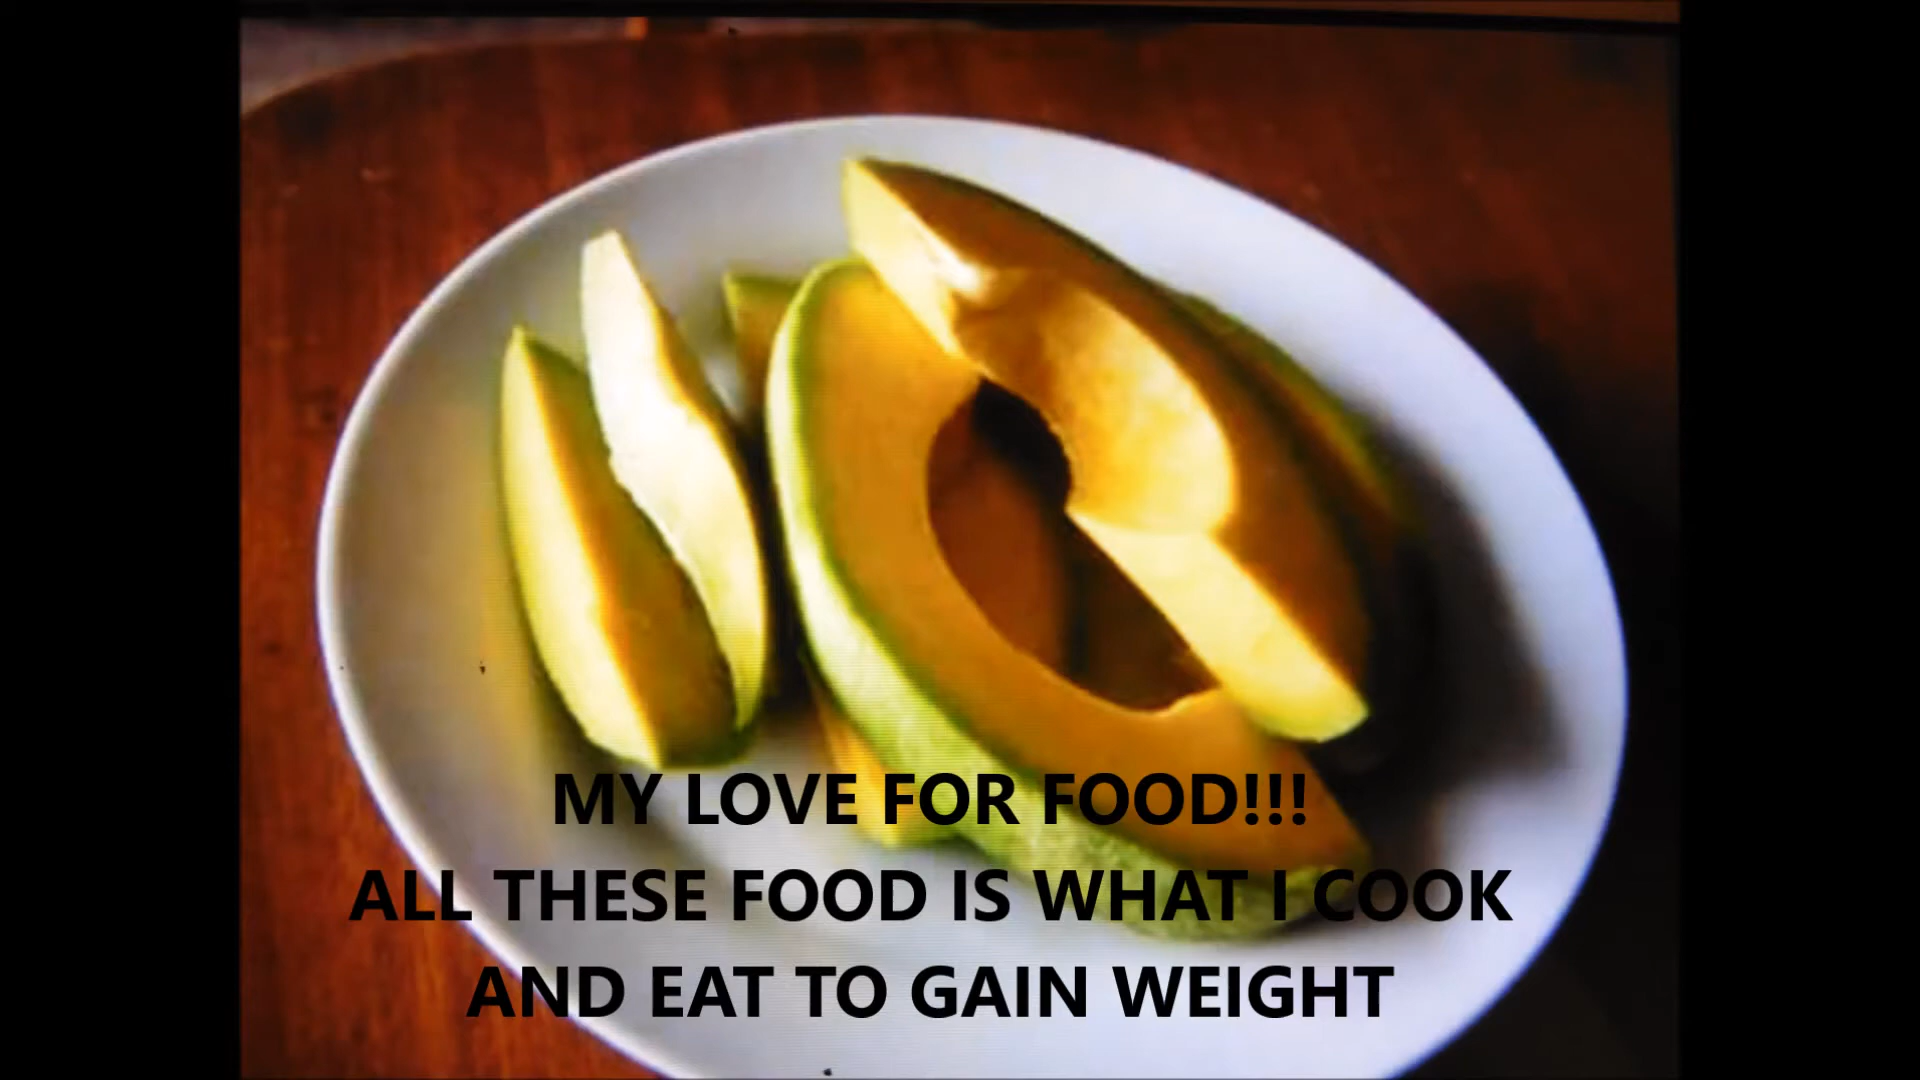 MY LOVE FOR FOOD!!!
ALL THESE FOOD IS WHAT I COOK
AND EAT TO GAIN WEIGHT